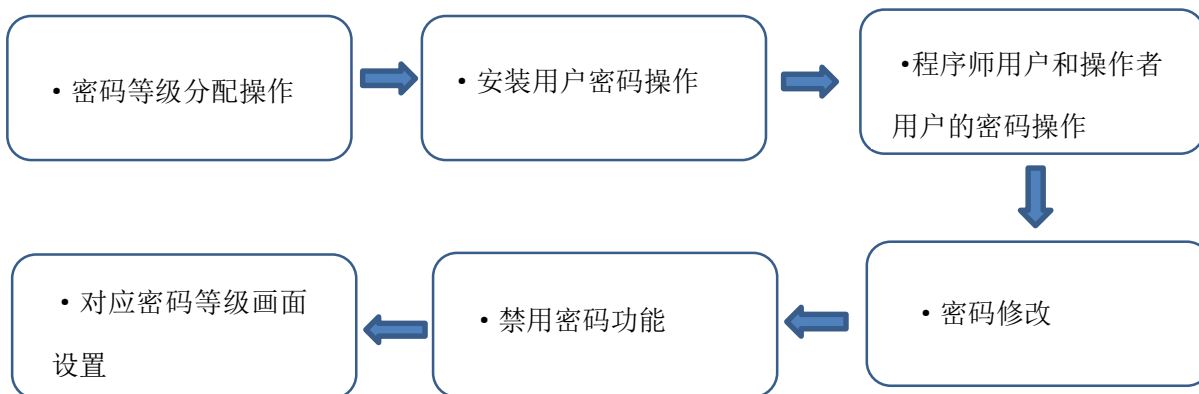 • 密码等级分配操作
• 安装用户密码操作
•程序师用户和操作者
用户的密码操作
• 密码修改
• 禁用密码功能
• 对应密码等级画面
设置